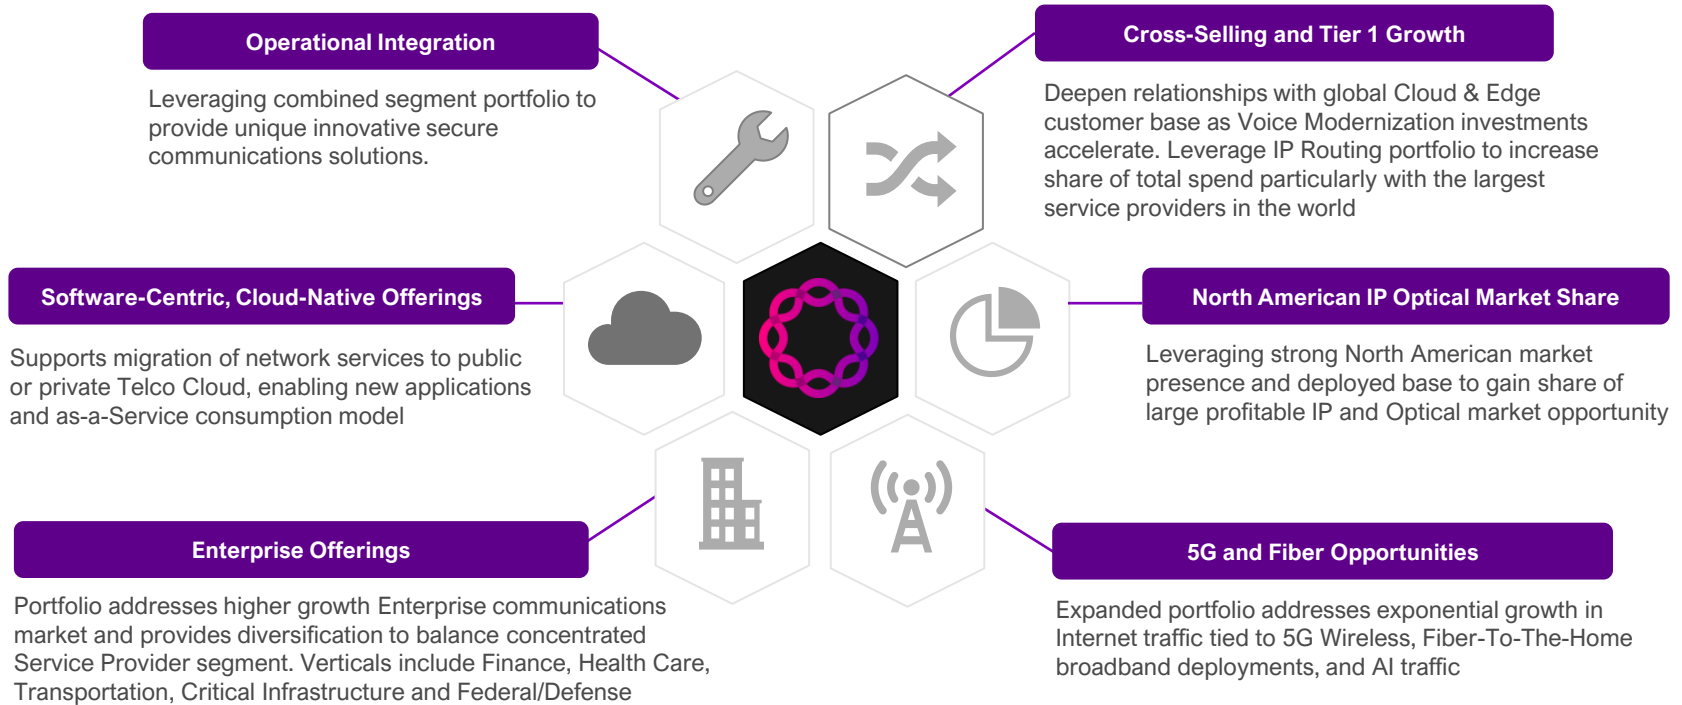 Operational Integration
Leveraging combined segment portfolio to
provide unique innovative secure
communications solutions.
Cross-Selling and Tier 1 Growth
Deepen relationships with global Cloud & Edge
customer base as Voice Modernization investments
accelerate. Leverage IP Routing portfolio to increase
share of total spend particularly with the largest
service providers in the world
Software-Centric, Cloud-Native Offerings
Supports migration of network services to public
or private Telco Cloud, enabling new applications
and as-a-Service consumption model
North American IP Optical Market Share
Leveraging strong North American market
presence and deployed base to gain share of
large profitable IP and Optical market opportunity
Enterprise Offerings
Portfolio addresses higher growth Enterprise communications
market and provides diversification to balance concentrated
Service Provider segment. Verticals include Finance, Health Care,
Transportation, Critical Infrastructure and Federal/Defense
5G and Fiber Opportunities
Expanded portfolio addresses exponential growth in
Internet traffic tied to 5G Wireless, Fiber-To-The-Home
broadband deployments, and AI traffic